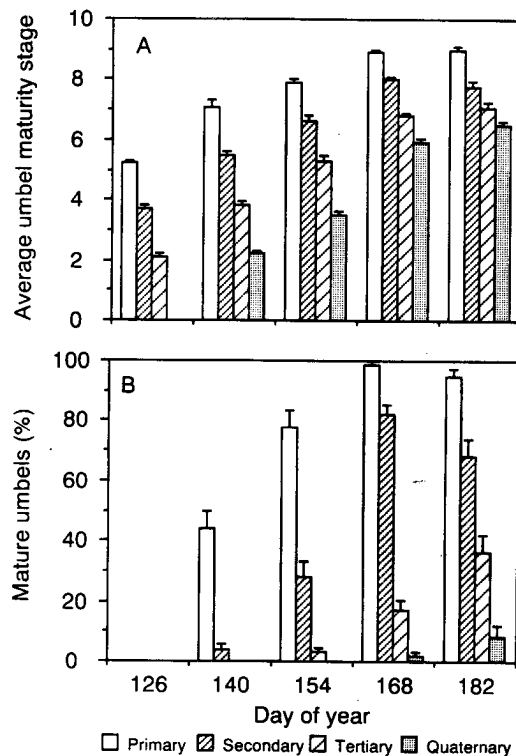 A
Average umbel maturity stage
10
8
6
4
2
0
B
Mature umbels (%)
100
80
60
40
20
0
126 140 154 168 182
Day of year
Primary Secondary Tertiary Quaternary